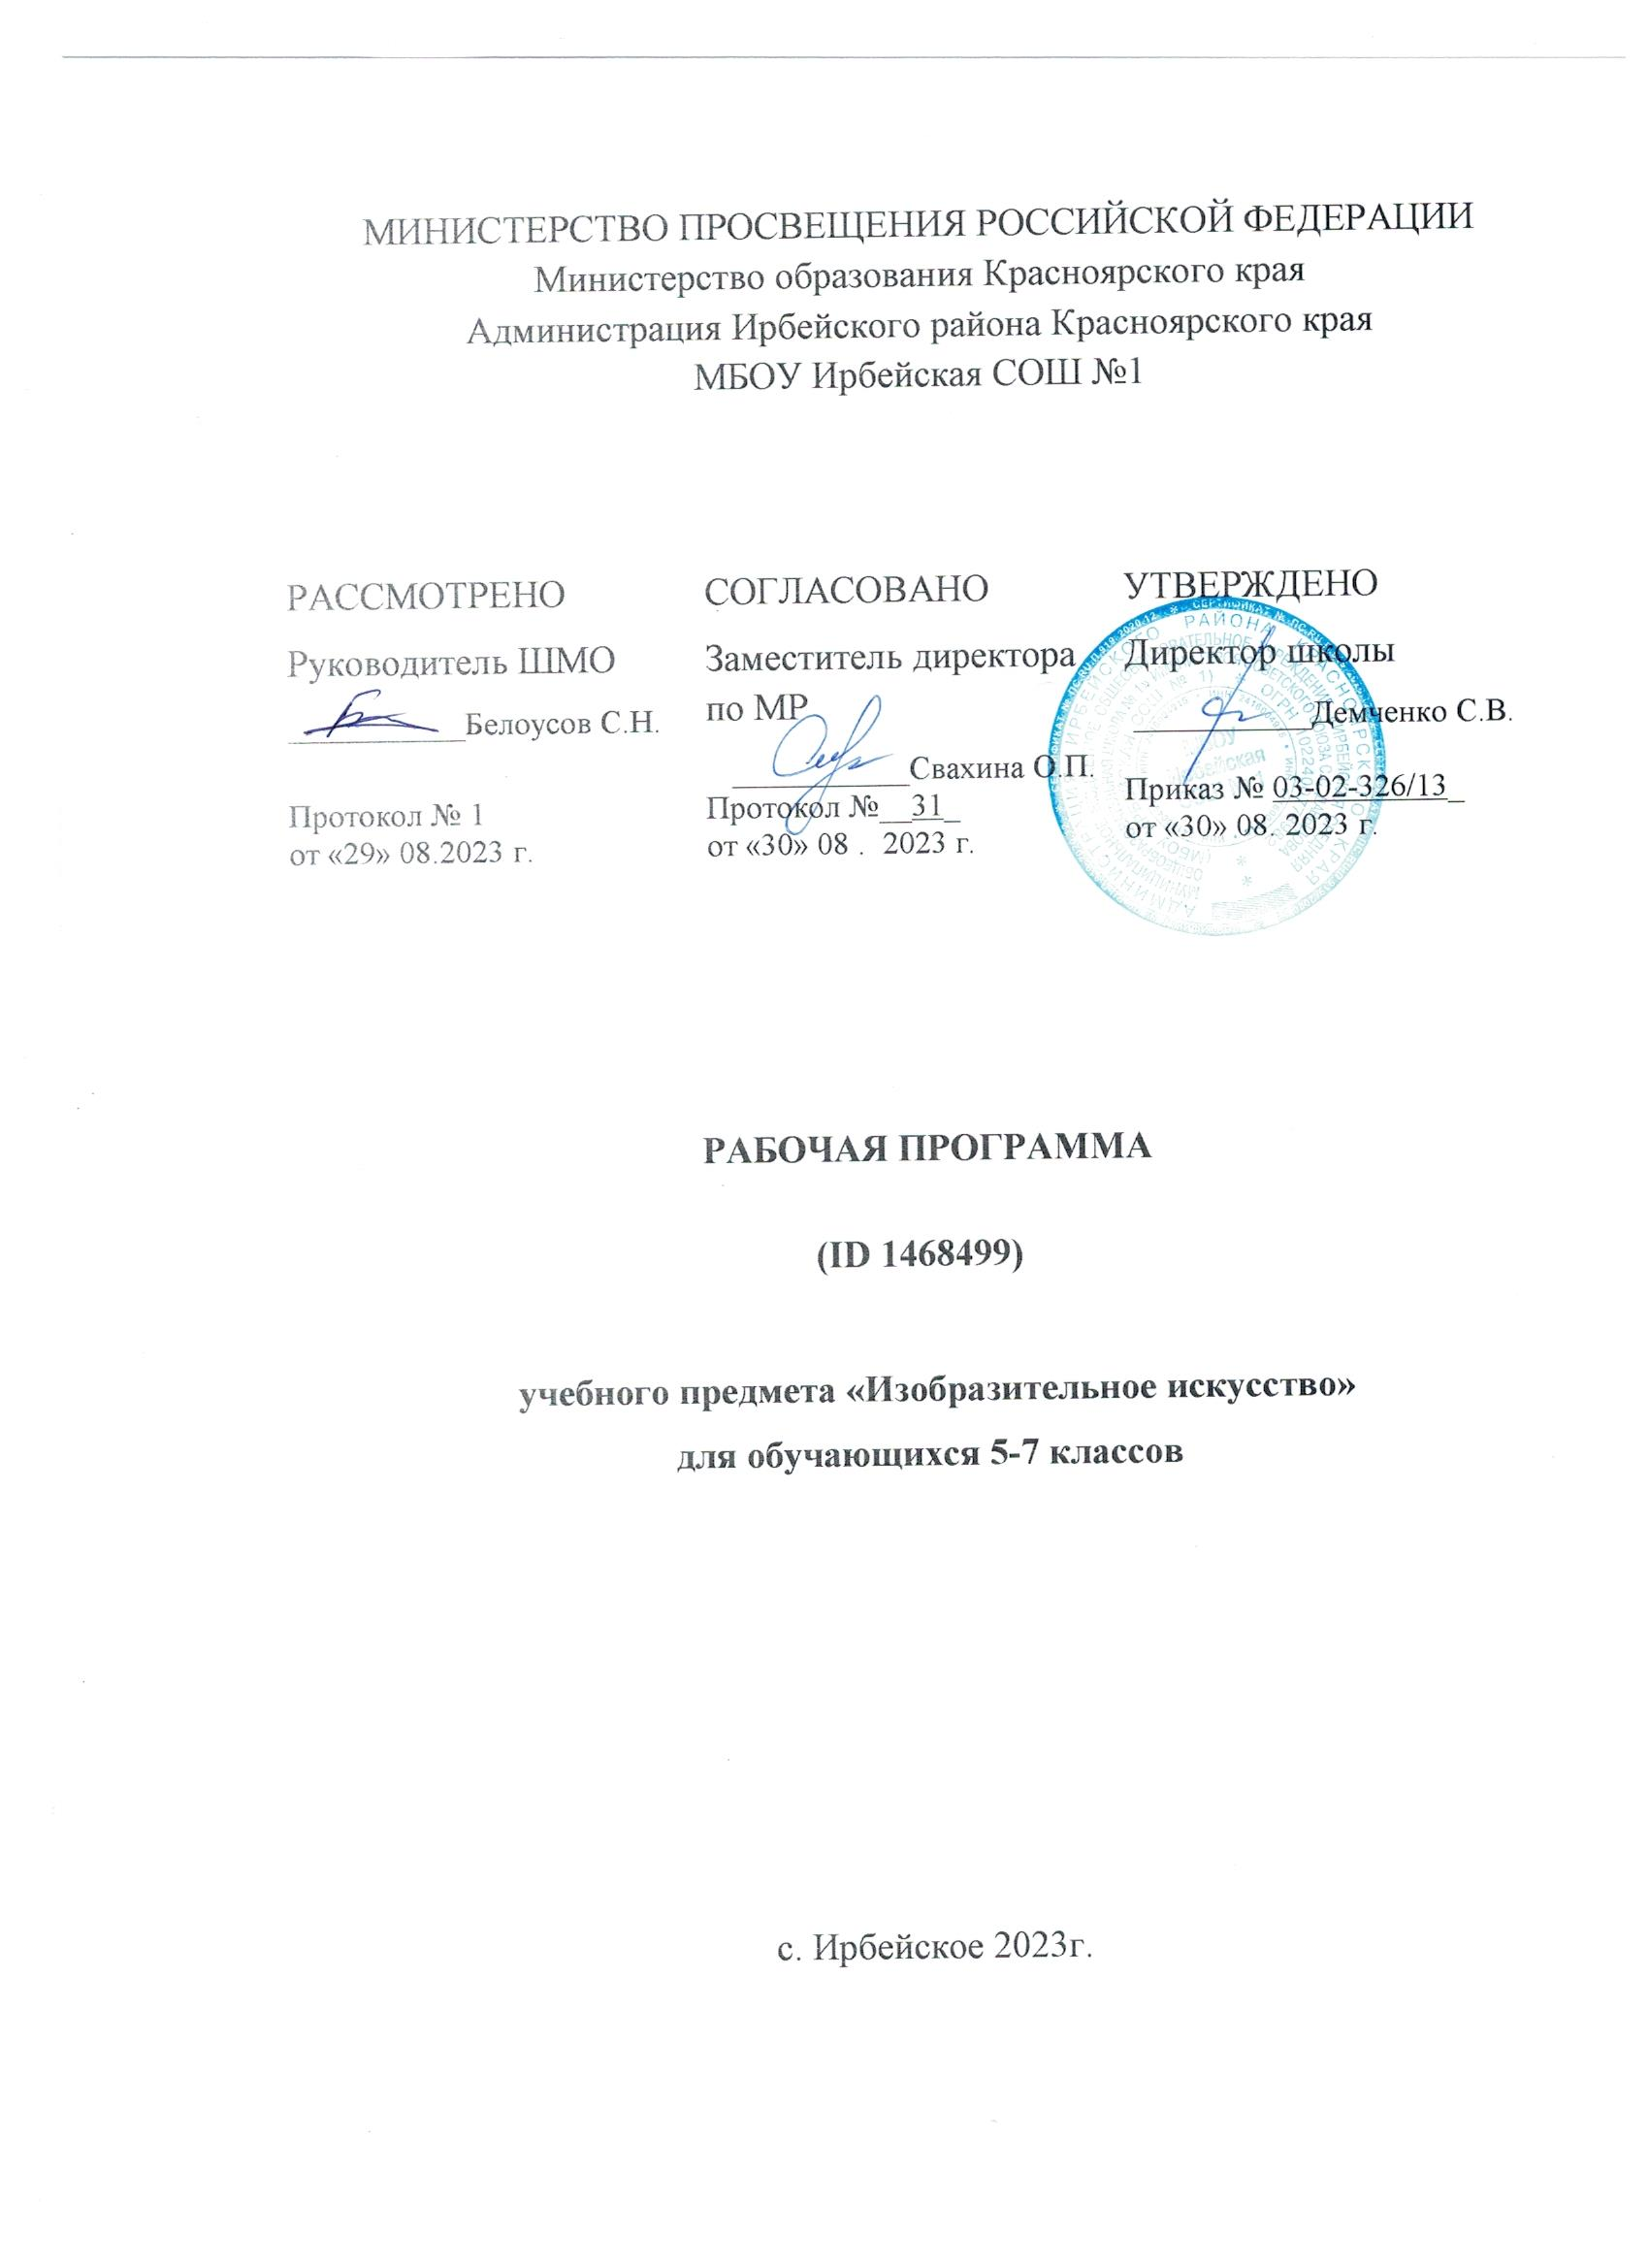 МИНИСТЕРСТВО ПРОСВЕЩЕНИЯ РОССИЙСКОЙ ФЕДЕРАЦИИ
Министерство образования Красноярского края
Администрация Ирбейского района Красноярского края
МБОУ Ирбейская СОШ №1
РАССМОТРЕНО
Руководитель ШМО
Белоусов С.Н.
Протокол № 1
от «29» 08.2023 г.
СОГЛАСОВАНО
Заместитель директора
по МР
Свахина О.П.
Протокол №__31_
от «30» 08 . 2023 г.
УТВЕРЖДЕНО
Директор школы
Демченко С.В.
Приказ № 03-02-326/13_
от «30» 08. 2023 г.
РАБОЧАЯ ПРОГРАММА
(ID 1468499)
учебного предмета «Изобразительное искусство»
для обучающихся 5-7 классов
с. Ирбейское 2023г.